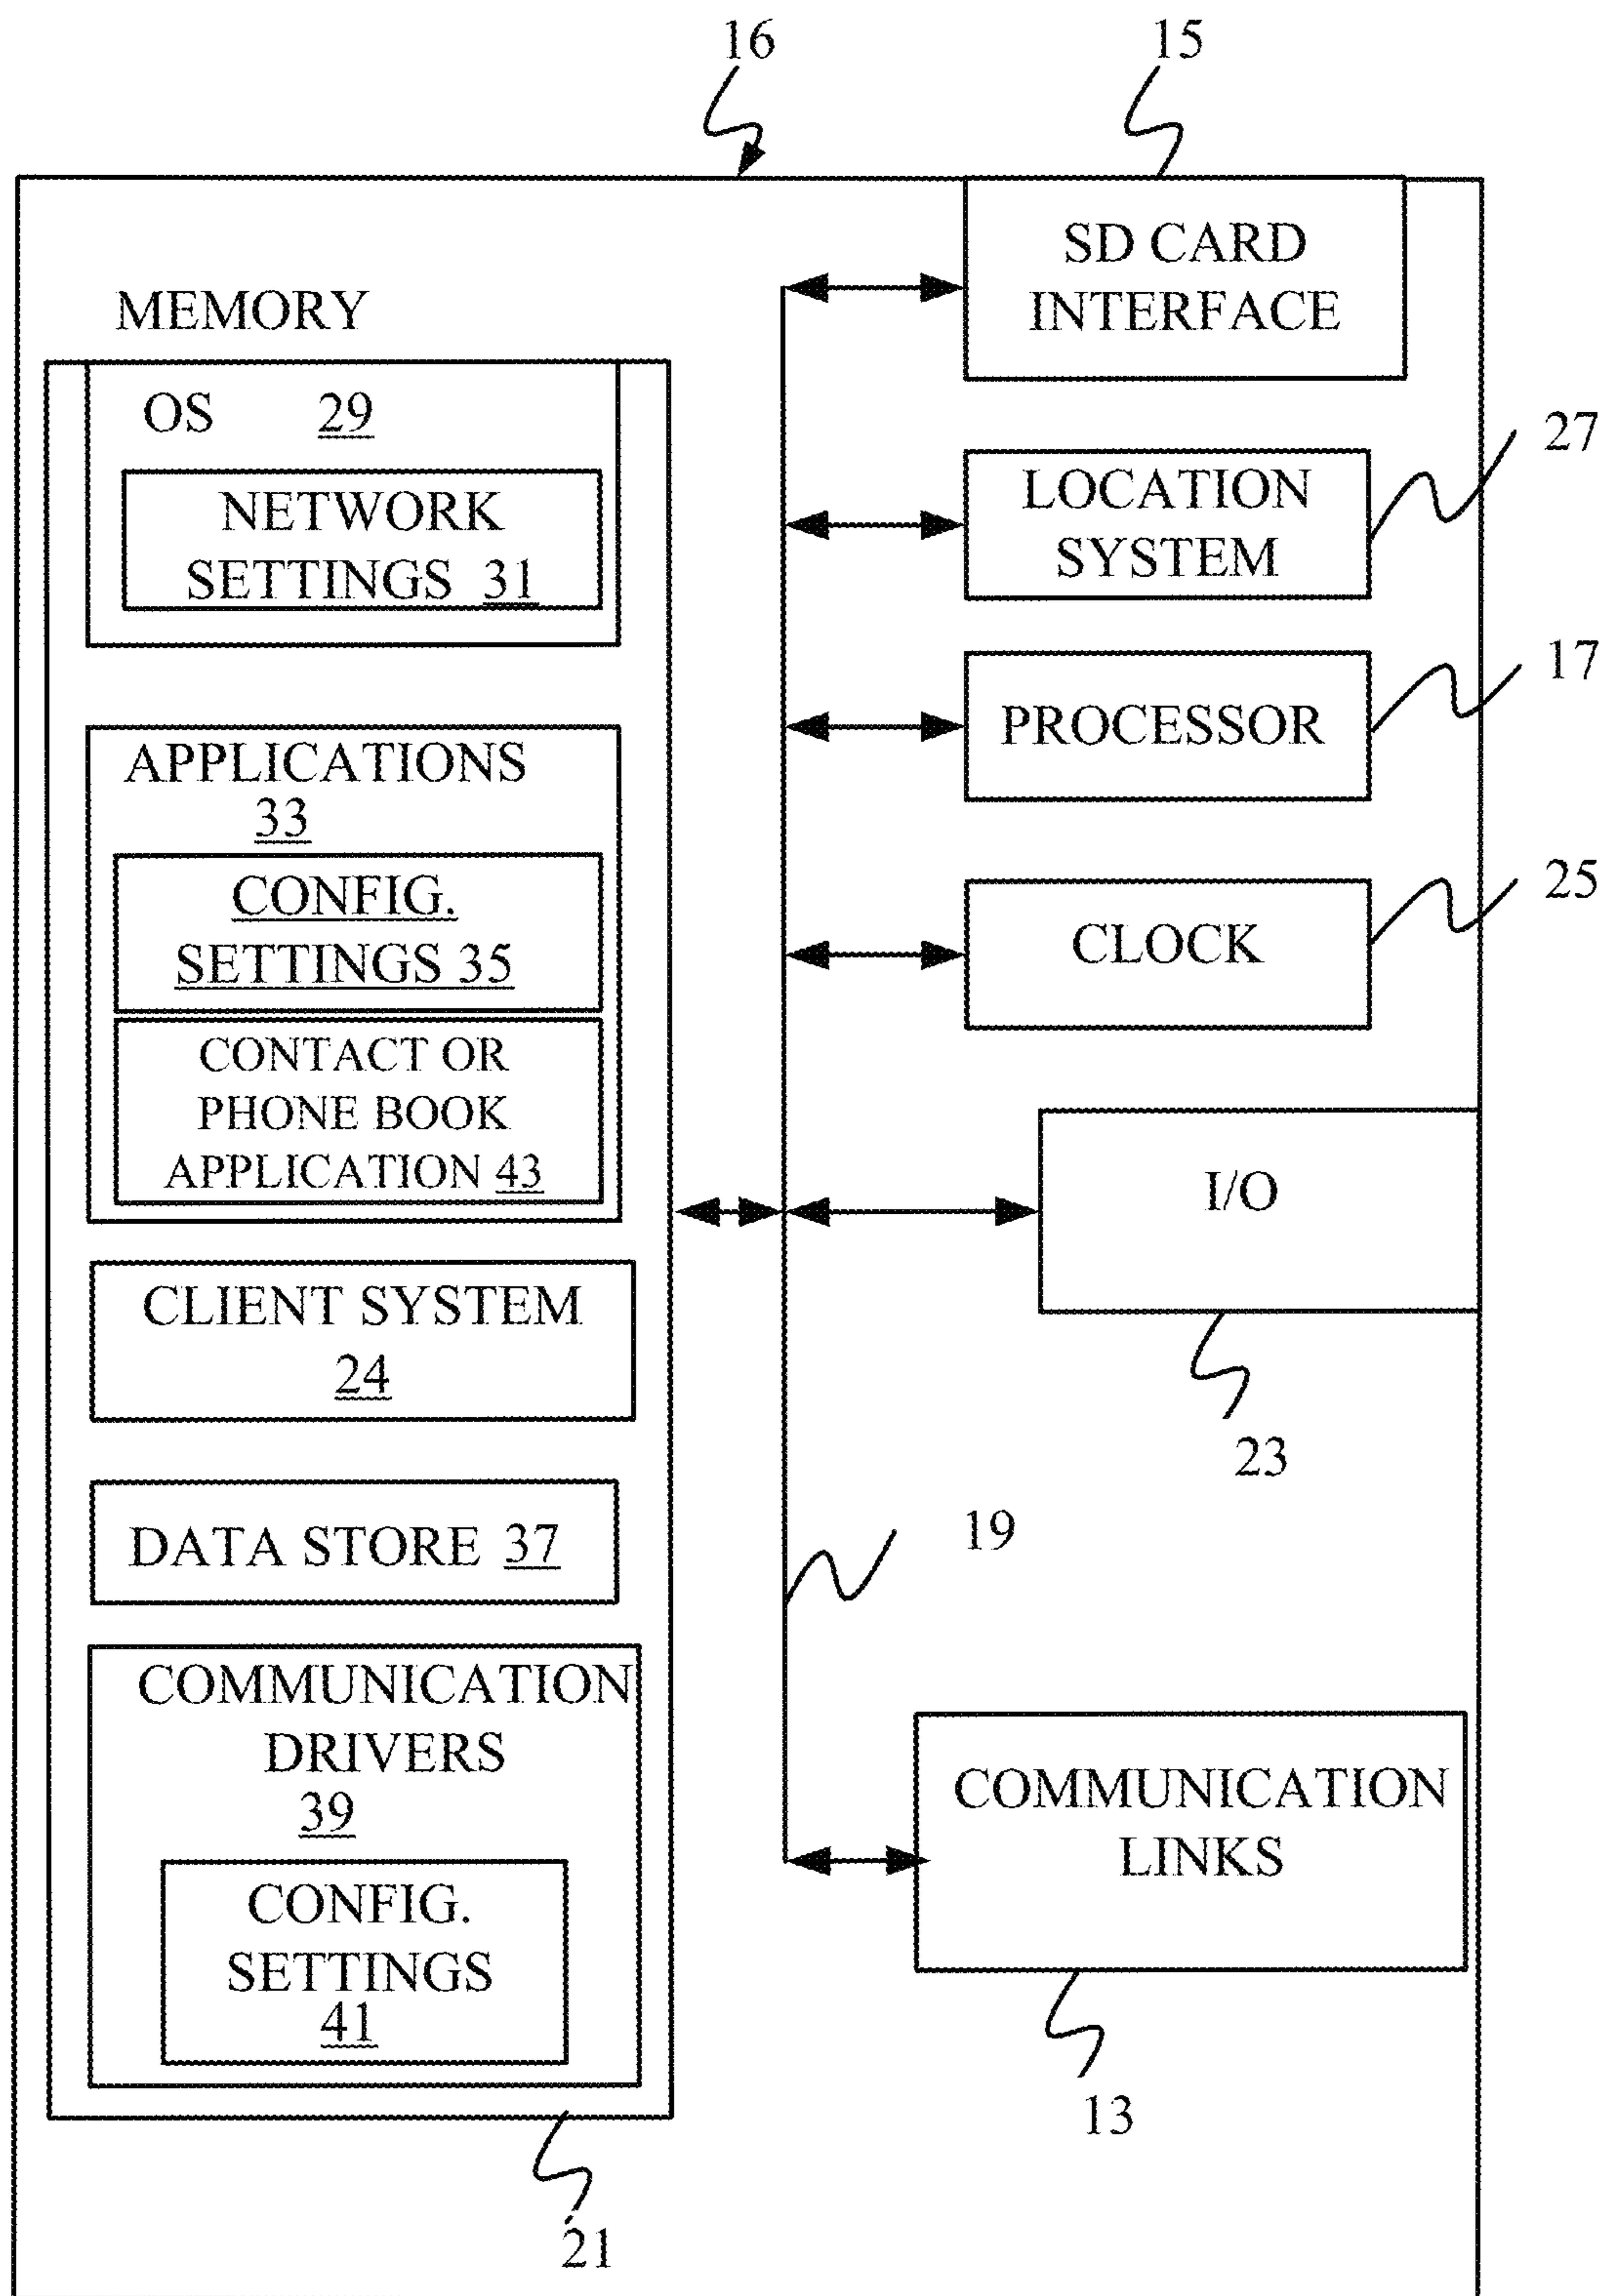 16
15
SD CARD
INTERFACE
MEMORY
OS 29
27
NETWORK
SETTINGS 31
LOCATION
SYSTEM
17
PROCESSOR
APPLICATIONS
33
CONFIG.
SETTINGS 35
25
CLOCK
CONTACT OR
PHONE BOOK
APPLICATION 43
I/O
CLIENT SYSTEM
24
23
DATA STORE 37
19
COMMUNICATION
DRIVERS
39
COMMUNICATION
LINKS
CONFIG.
SETTINGS
41
13
21